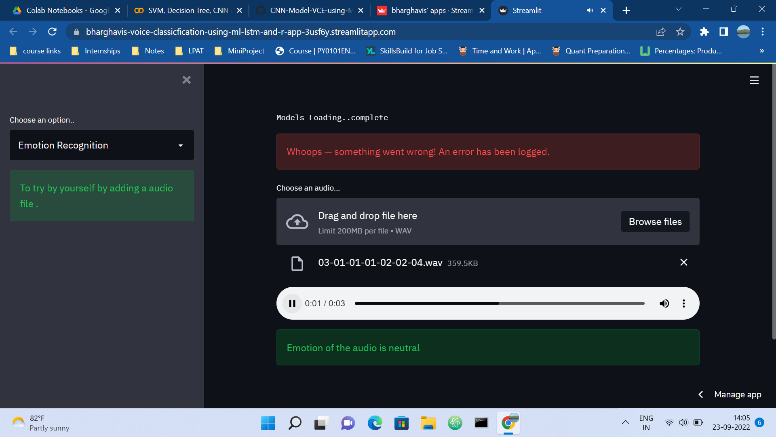 Colab Notebooks - Googl
SVM, Decision Tree, CNN
CNN-Model-VCE-using-M
bharghavis' apps · Stream
Streamlit
bharghavis-voice-classicfication-using-ml-lstm-and-r-app-3usf6y.streamlitapp.com
course links
Internships
Notes
LPAT
MiniProject
Course | PY0101EN...
SkillsBuild for Job S...
Time and Work | Ap...
Quant Preparation...
Percentages: Produ...
»
Choose an option..
Emotion Recognition
To try by yourself by adding a audio
file .
Models Loading..complete
Whoops — something went wrong! An error has been logged.
Choose an audio...
Drag and drop file here
Limit 200MB per file • WAV
Browse files
03-01-01-01-02-02-04.wav 359.5KB
0:01 / 0:03
Emotion of the audio is neutral
Manage app
82°F
Partly sunny
ENG
IN
14:05
23-09-2022
6